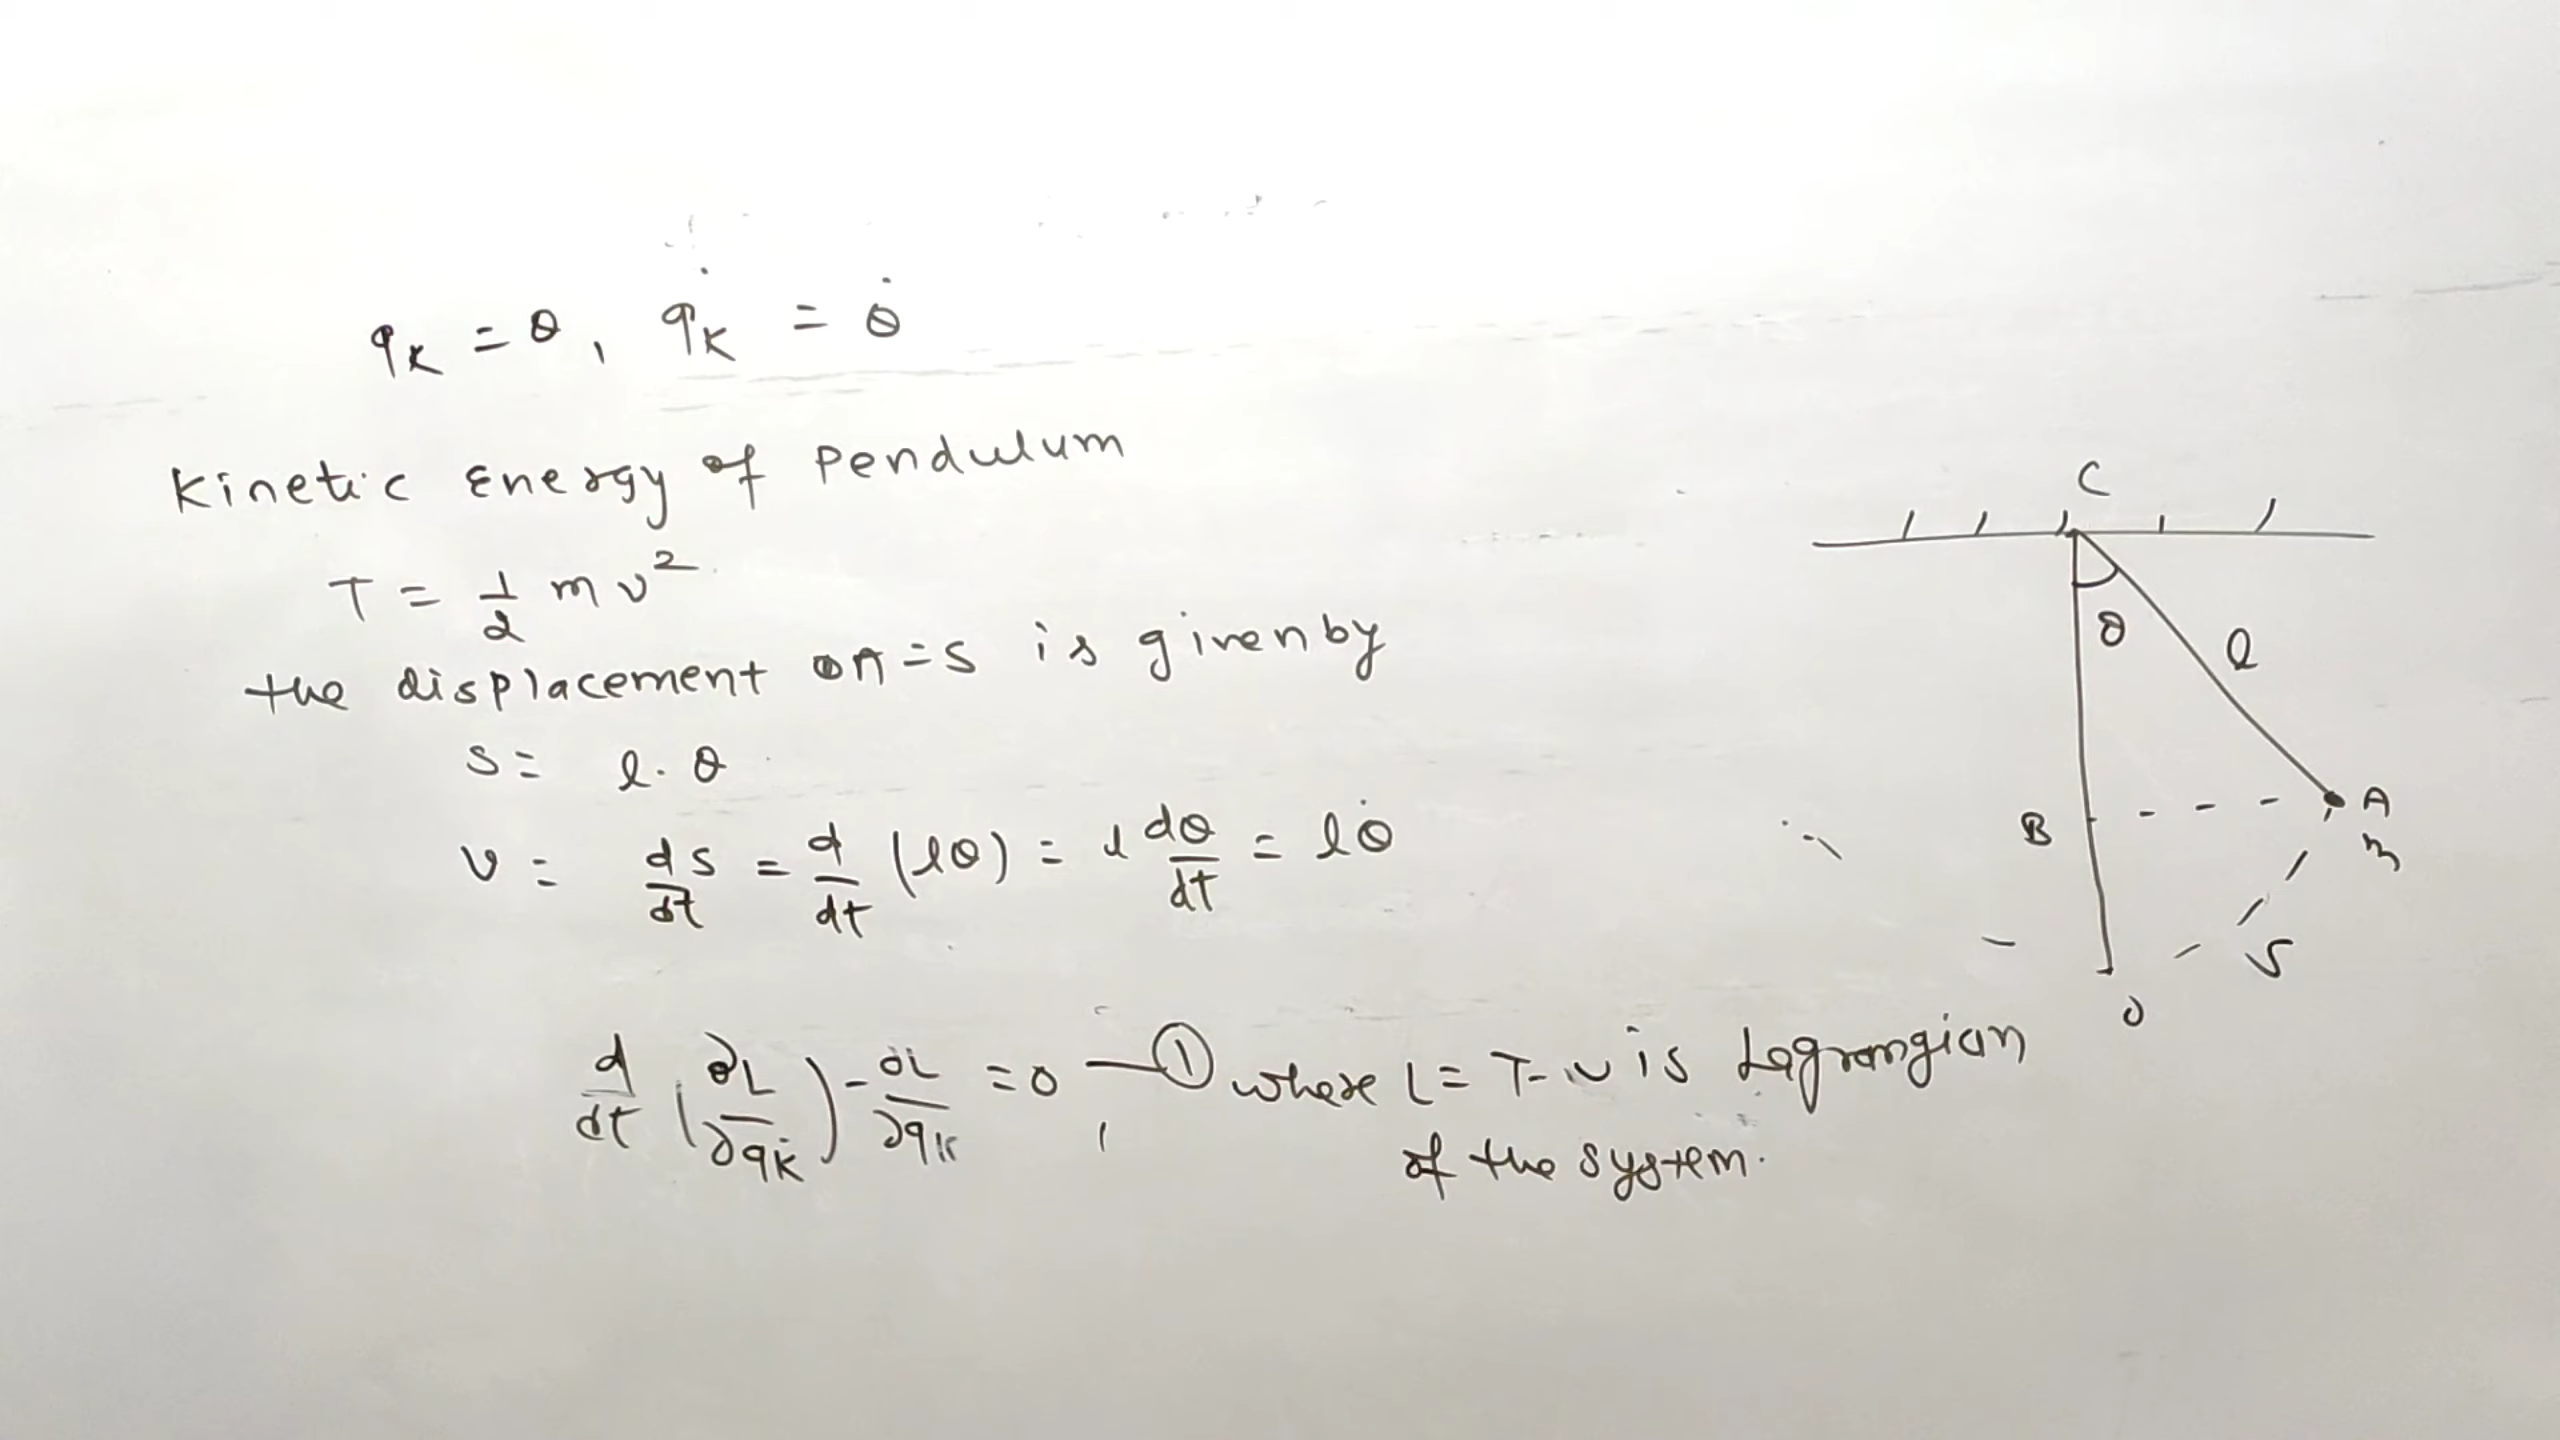 qk = θ, q̇k = θ̇
Kinetic Energy of Pendulum
T = 1/2 mv²
the displacement OA = S is given by
S = l. θ
v = ds/dt = d/dt (lθ) = l dθ/dt = lθ̇
d/dt (∂L/∂q̇k) - ∂L/∂qk = 0, —① where L = T-V is Lagrangian
of the system.
C
θ
l
B
A
m
S
O